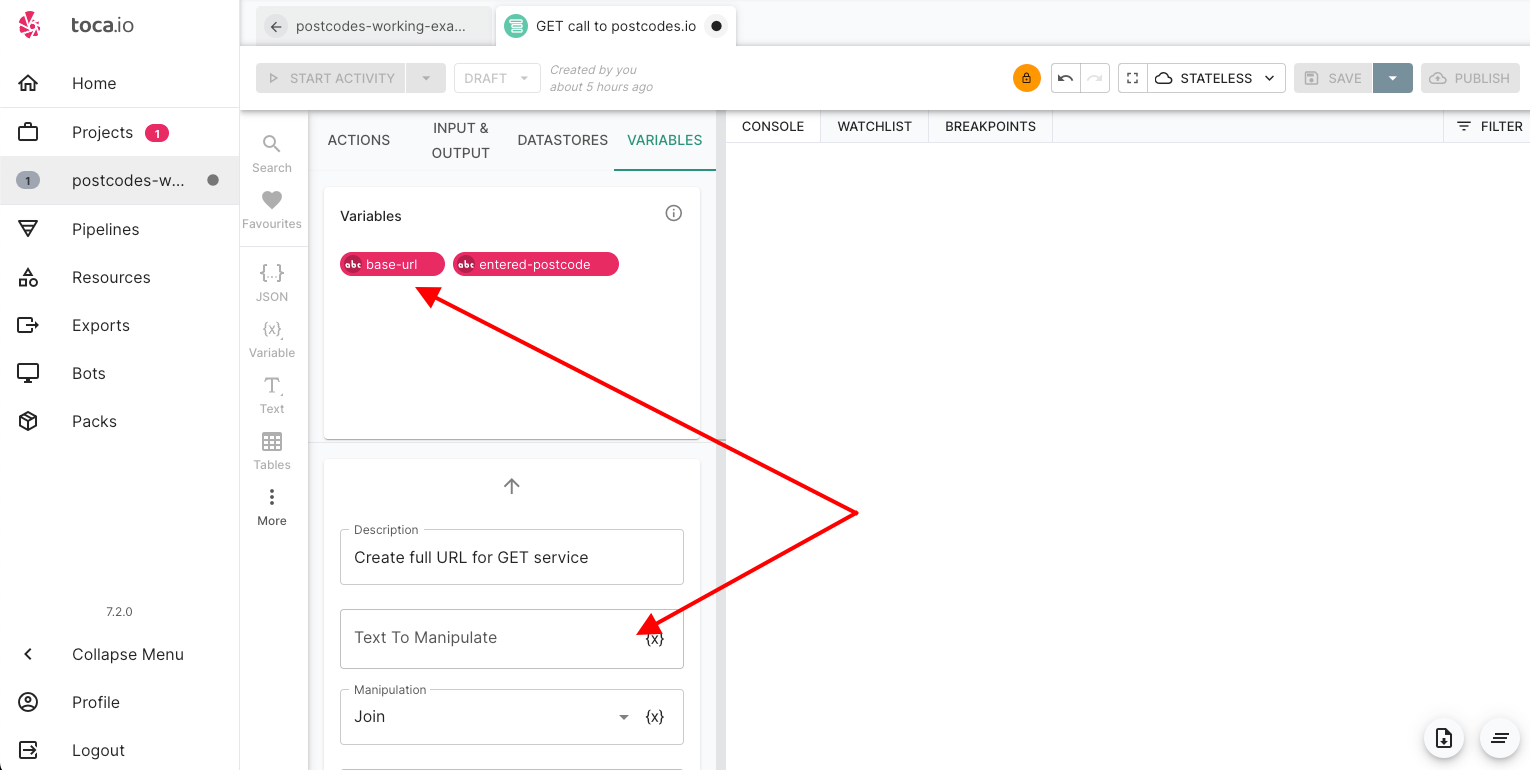 toca.io
Home
Projects 1
1 postcodes-w...
Pipelines
Resources
Exports
Bots
Packs
7.2.0
Collapse Menu
Profile
Logout
postcodes-working-exa...
GET call to postcodes.io
START ACTIVITY
DRAFT
Created by you
about 5 hours ago
STATELESS
SAVE
PUBLISH
Search
Favourites
{...}
JSON
{x}
Variable
T
Text
Tables
More
ACTIONS
INPUT &
OUTPUT
DATASTORES
VARIABLES
Variables
abc base-url
abc entered-postcode
Description
Create full URL for GET service
Text To Manipulate {x}
Manipulation
Join {x}
CONSOLE
WATCHLIST
BREAKPOINTS
FILTER